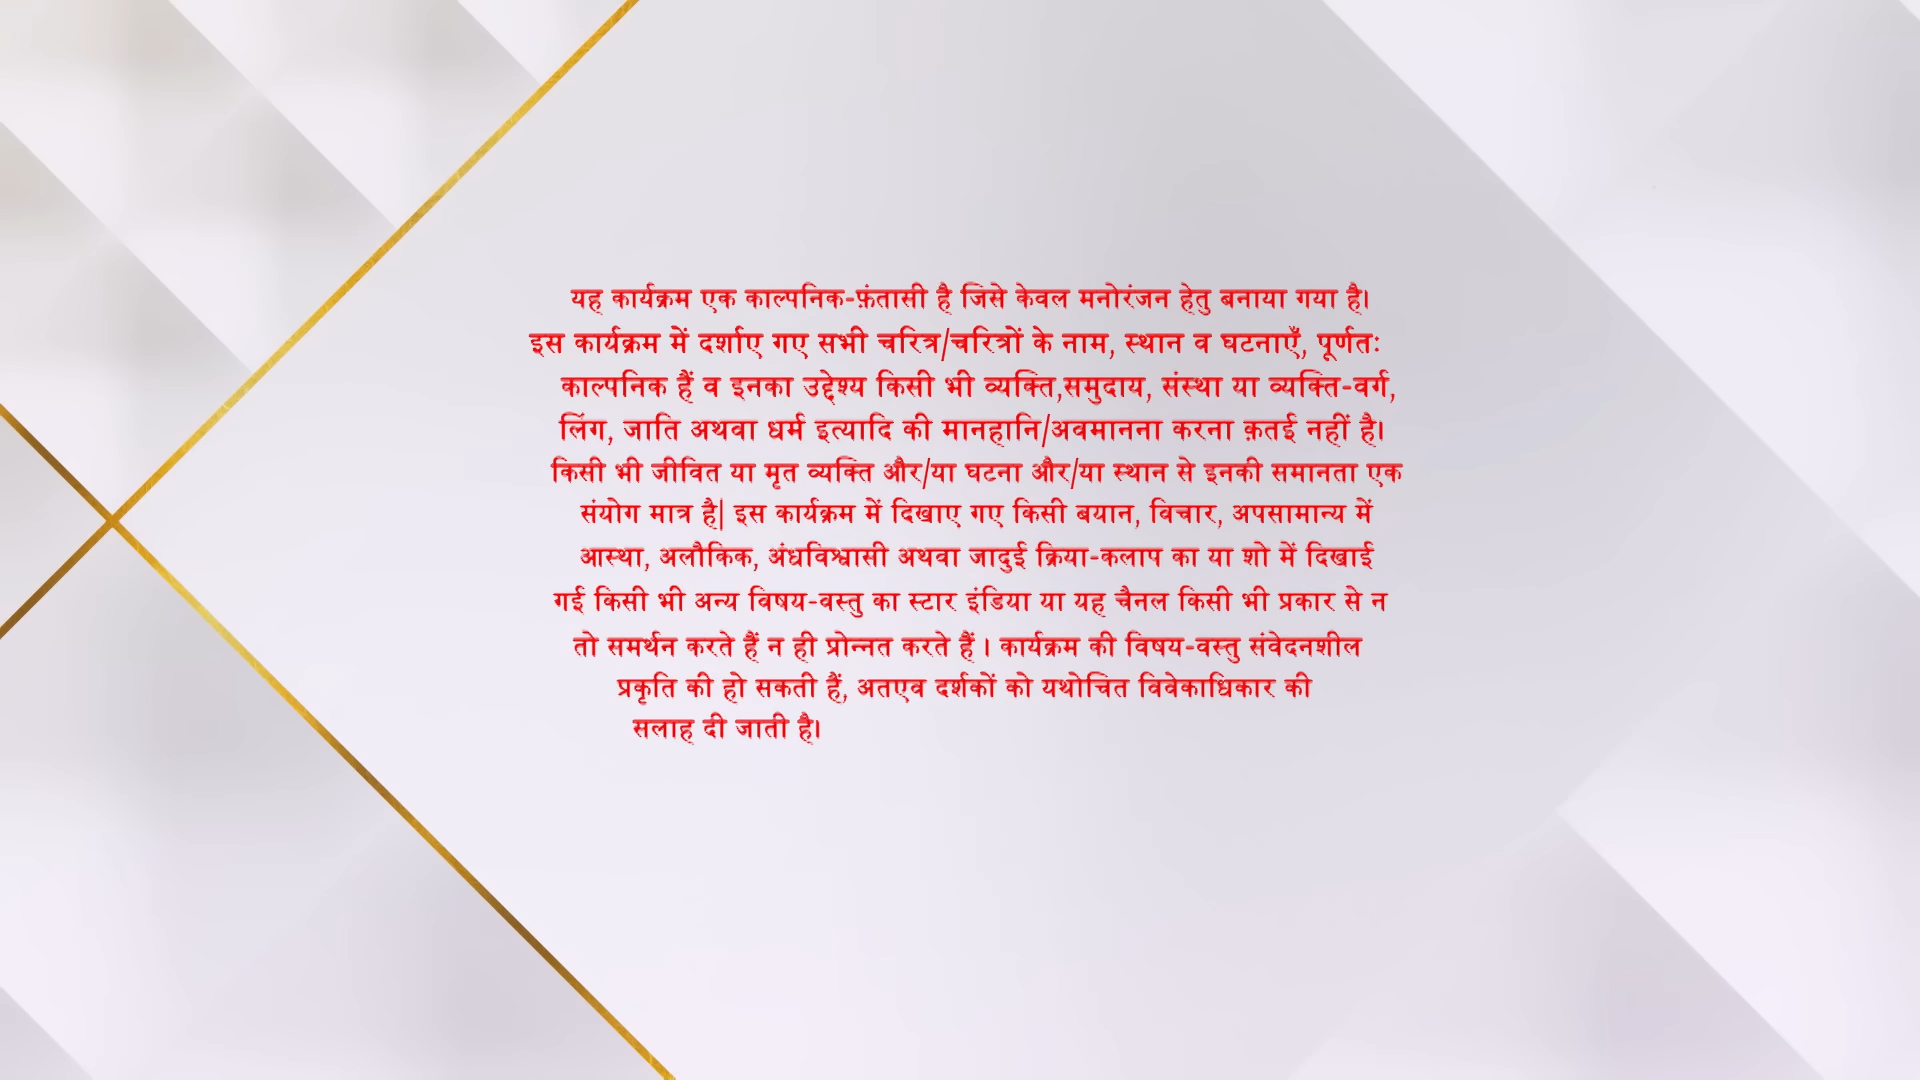 यह कार्यक्रम एक काल्पनिक-फ़ंतासी है जिसे केवल मनोरंजन हेतु बनाया गया है।
इस कार्यक्रम में दर्शाए गए सभी चरित्र/चरित्रों के नाम, स्थान व घटनाएँ, पूर्णतः
काल्पनिक हैं व इनका उद्देश्य किसी भी व्यक्ति,समुदाय, संस्था या व्यक्ति-वर्ग,
लिंग, जाति अथवा धर्म इत्यादि की मानहानि/अवमानना करना क़तई नहीं है।
किसी भी जीवित या मृत व्यक्ति और/या घटना और/या स्थान से इनकी समानता एक
संयोग मात्र है| इस कार्यक्रम में दिखाए गए किसी बयान, विचार, अपसामान्य में
आस्था, अलौकिक, अंधविश्वासी अथवा जादुई क्रिया-कलाप का या शो में दिखाई
गई किसी भी अन्य विषय-वस्तु का स्टार इंडिया या यह चैनल किसी भी प्रकार से न
तो समर्थन करते हैं न ही प्रोन्नत करते हैं । कार्यक्रम की विषय-वस्तु संवेदनशील
प्रकृति की हो सकती हैं, अतएव दर्शकों को यथोचित विवेकाधिकार की
सलाह दी जाती है।